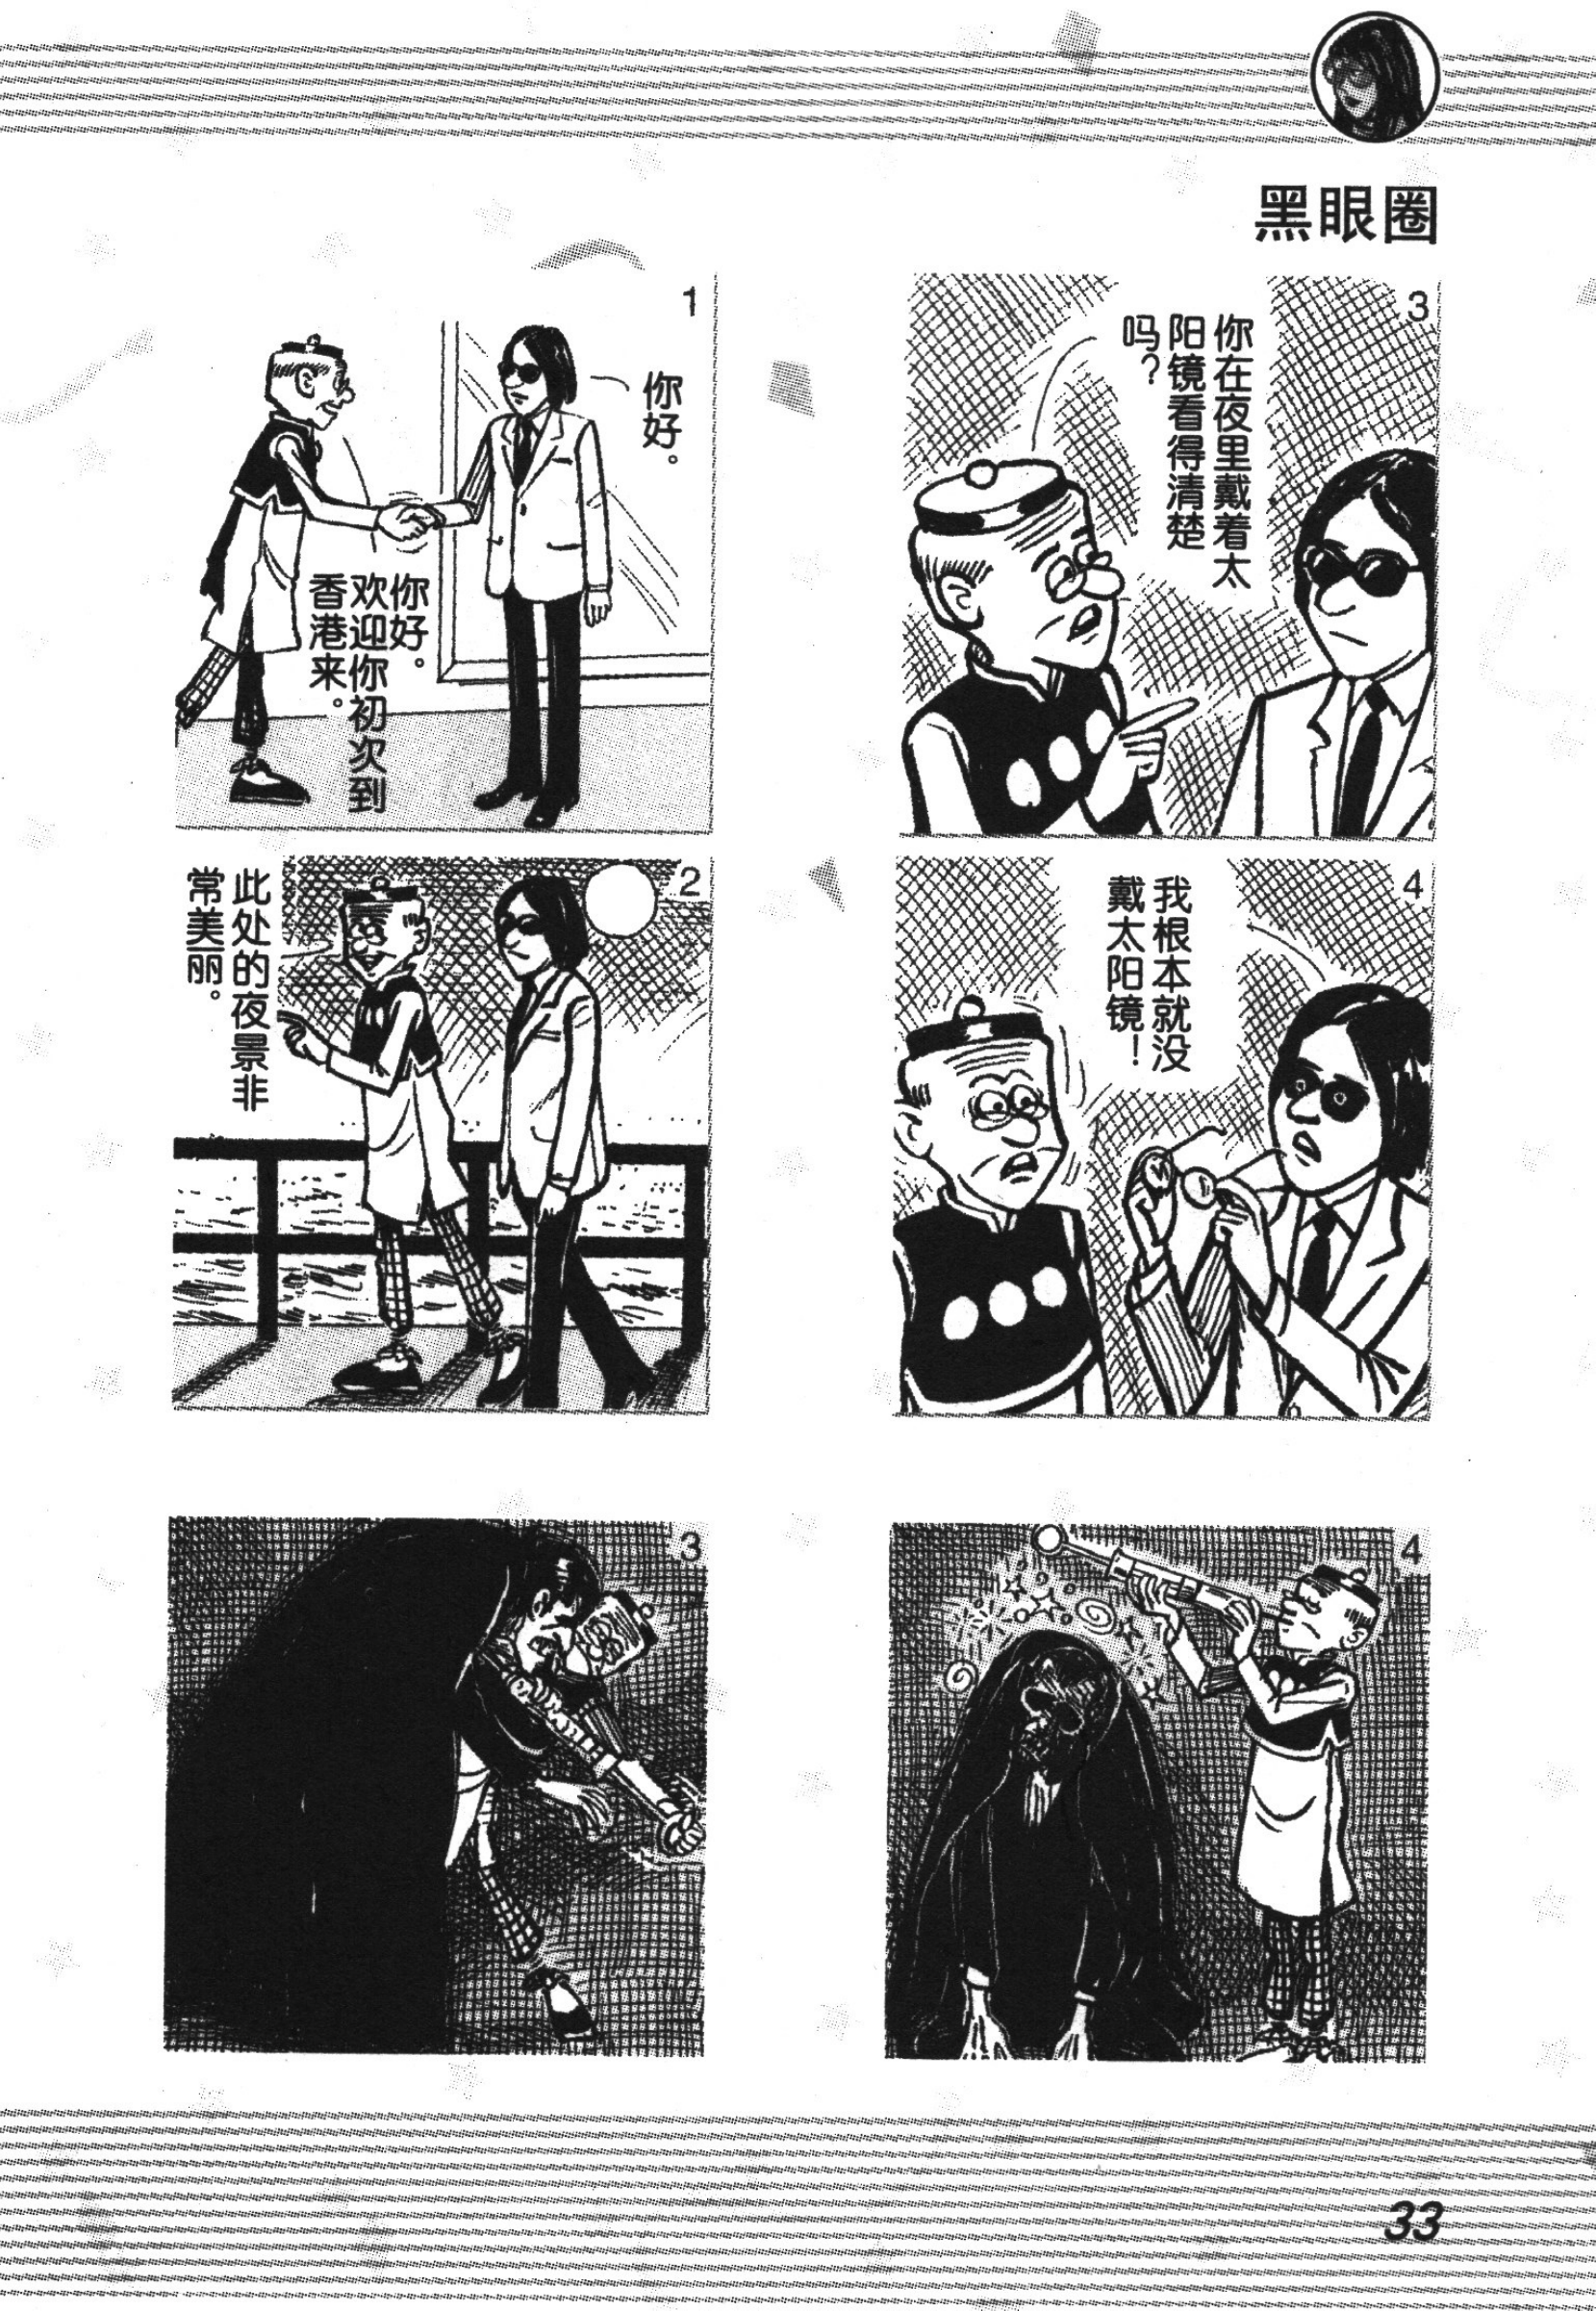 黑眼圈
1
你好。
你好。
欢迎你初次到
香港来。
2
此处的夜景非
常美丽。
3
你在夜里戴着太
阳镜看得清楚
吗？
4
我根本就没
戴太阳镜！
3
4
33